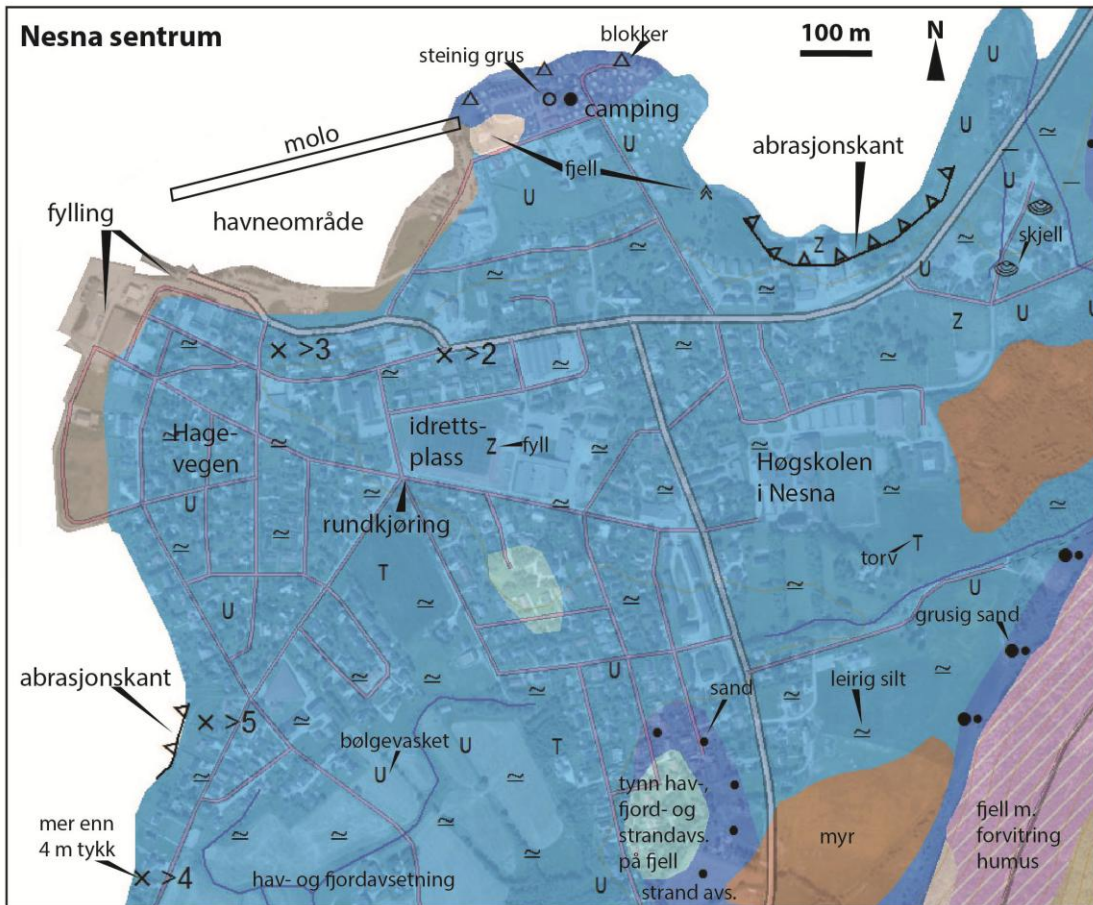 Nesna sentrum
blokker
100 m
N
steinig grus
camping
molo
abrasjonskant
fjell
fylling
havneområde
U
U
U
U
U
Z
skjell
U
U
U
Z
>3
>2
Hage-
vegen
idretts-
plass
Z
fyll
Høgskolen
i Nesna
U
rundkjøring
torv
T
T
U
grusig sand
U
U
sand
leirig silt
abrasjonskant
>5
bølgevasket
U
U
T
tynn hav-,
fjord- og
strandavs.
på fjell
myr
fjell m.
forvitring
humus
mer enn
4 m tykk
>4
hav- og fjordavsetning
U
strand avs.